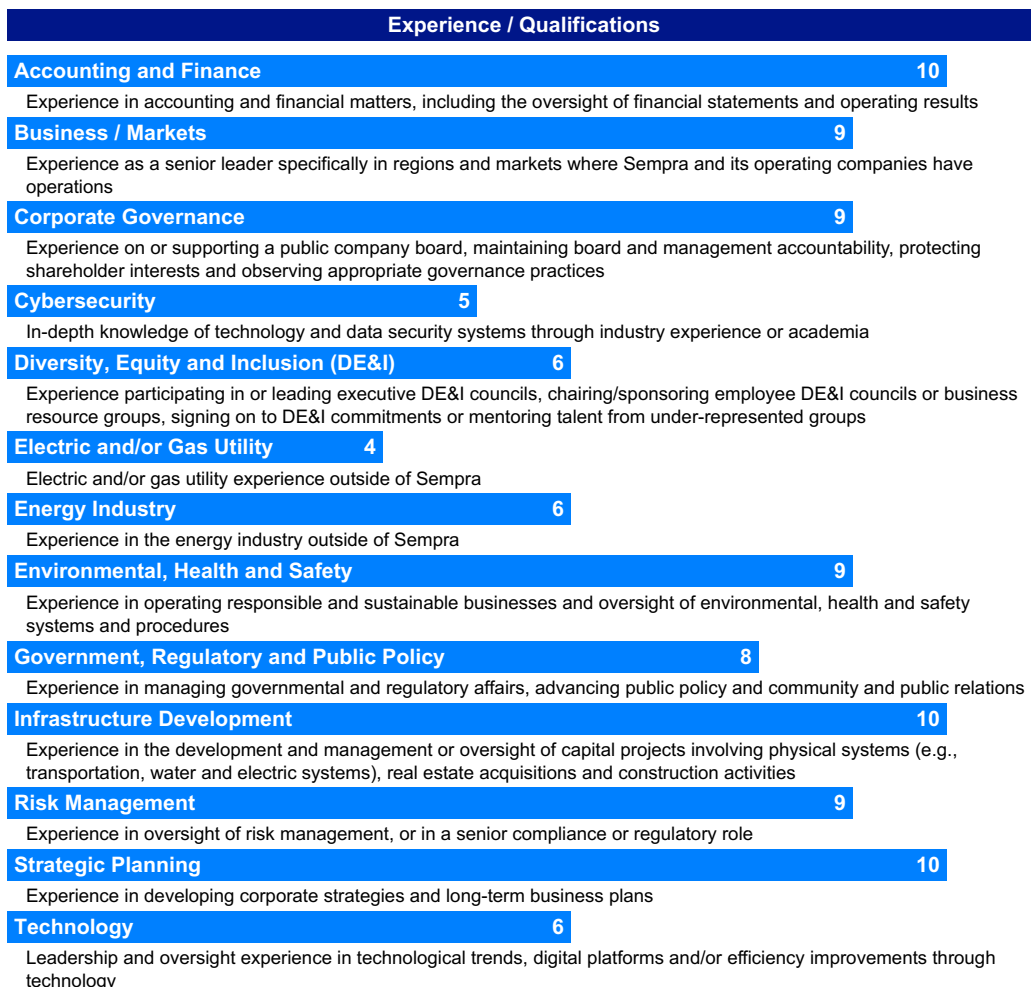 Experience / Qualifications
Accounting and Finance 10
Experience in accounting and financial matters, including the oversight of financial statements and operating results
Business / Markets 9
Experience as a senior leader specifically in regions and markets where Sempra and its operating companies have
operations
Corporate Governance 9
Experience on or supporting a public company board, maintaining board and management accountability, protecting
shareholder interests and observing appropriate governance practices
Cybersecurity 5
In-depth knowledge of technology and data security systems through industry experience or academia
Diversity, Equity and Inclusion (DE&I) 6
Experience participating in or leading executive DE&I councils, chairing/sponsoring employee DE&I councils or business
resource groups, signing on to DE&I commitments or mentoring talent from under-represented groups
Electric and/or Gas Utility 4
Electric and/or gas utility experience outside of Sempra
Energy Industry 6
Experience in the energy industry outside of Sempra
Environmental, Health and Safety 9
Experience in operating responsible and sustainable businesses and oversight of environmental, health and safety
systems and procedures
Government, Regulatory and Public Policy 8
Experience in managing governmental and regulatory affairs, advancing public policy and community and public relations
Infrastructure Development 10
Experience in the development and management or oversight of capital projects involving physical systems (e.g.,
transportation, water and electric systems), real estate acquisitions and construction activities
Risk Management 9
Experience in oversight of risk management, or in a senior compliance or regulatory role
Strategic Planning 10
Experience in developing corporate strategies and long-term business plans
Technology 6
Leadership and oversight experience in technological trends, digital platforms and/or efficiency improvements through
technology